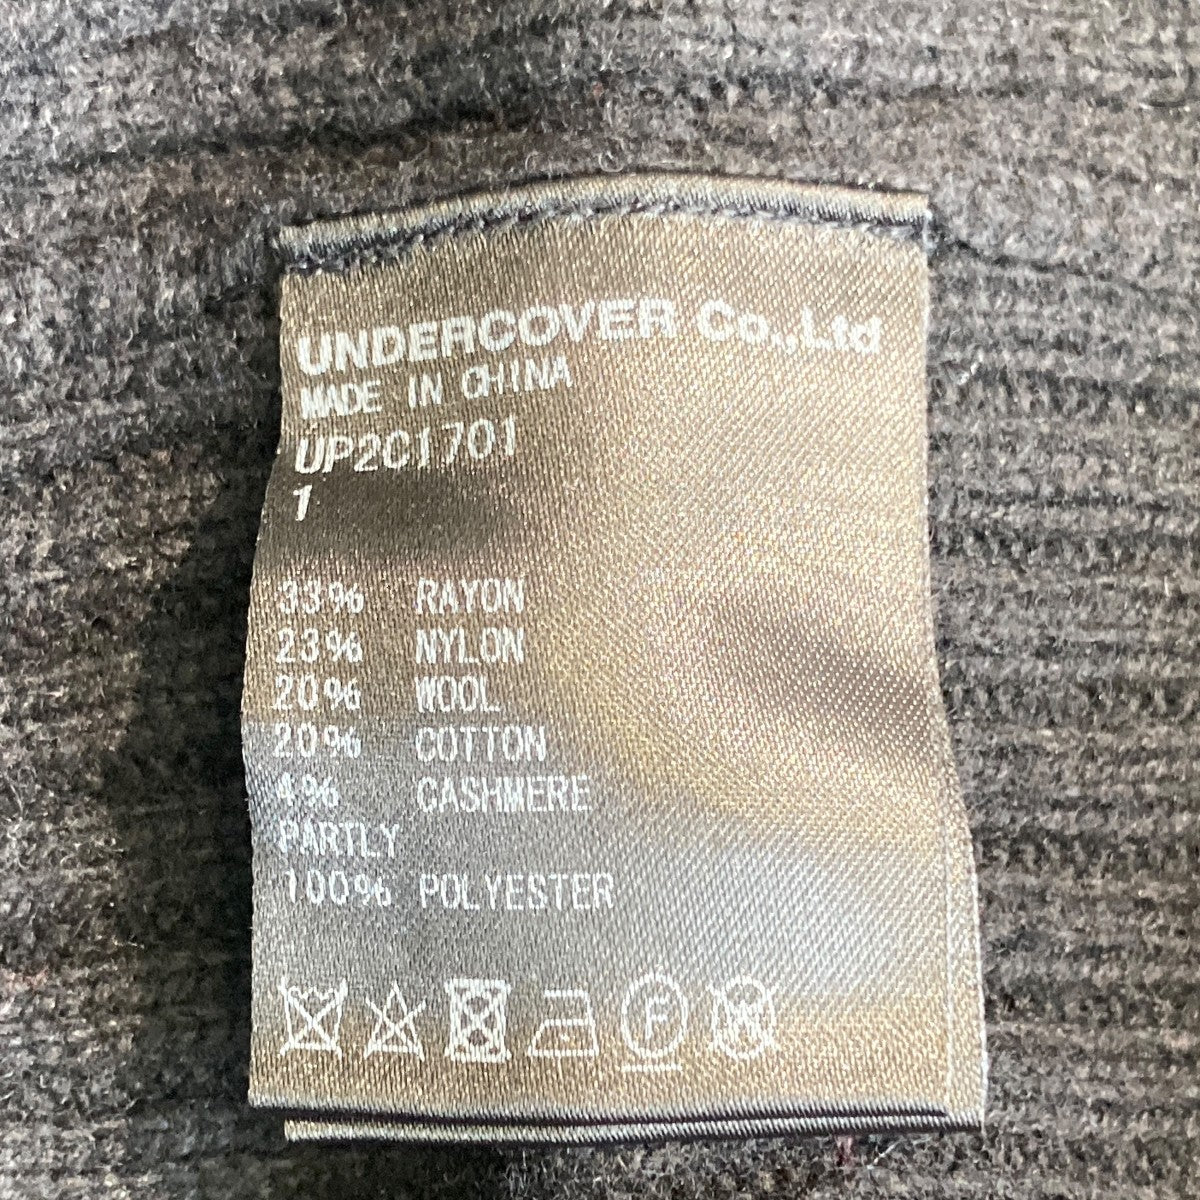 UNDERCOVER Co.,Ltd
MADE IN CHINA
UP2C1701
1
33% RAYON
23% NYLON
20% WOOL
20% COTTON
4% CASHMERE
PARTLY
100% POLYESTER
F
W